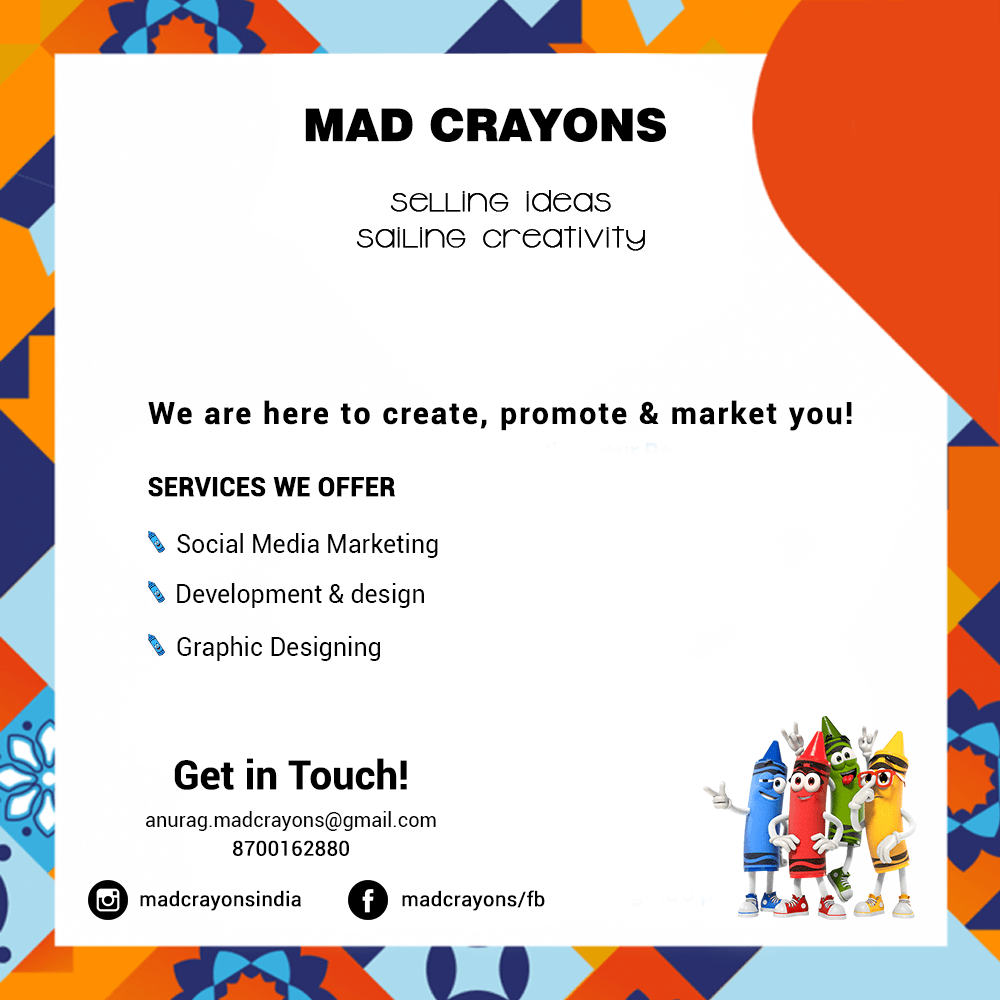 MAD CRAYONS
seLLinG ideas
saiLinG creativity
We are here to create, promote & market you!
SERVICES WE OFFER
Social Media Marketing
Development & design
Graphic Designing
Get in Touch!
anurag.madcrayons@gmail.com
8700162880
madcrayonsindia
madcrayons/fb